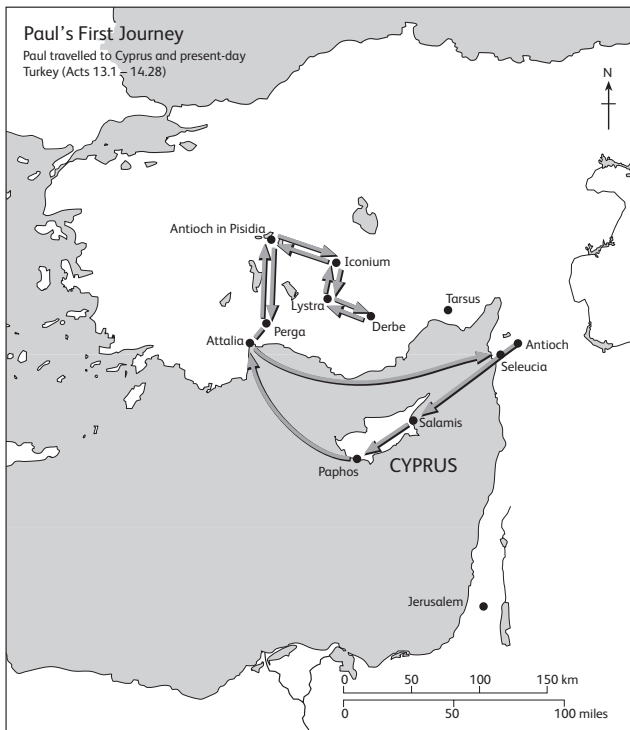 Paul's First Journey
Paul travelled to Cyprus and present-day
Turkey (Acts 13.1 – 14.28)
N
Antioch in Pisidia
Iconium
Lystra
Derbe
Tarsus
Perga
Attalia
Antioch
Seleucia
Salamis
Paphos
CYPRUS
Jerusalem
0 50 100 150 km
0 50 100 miles